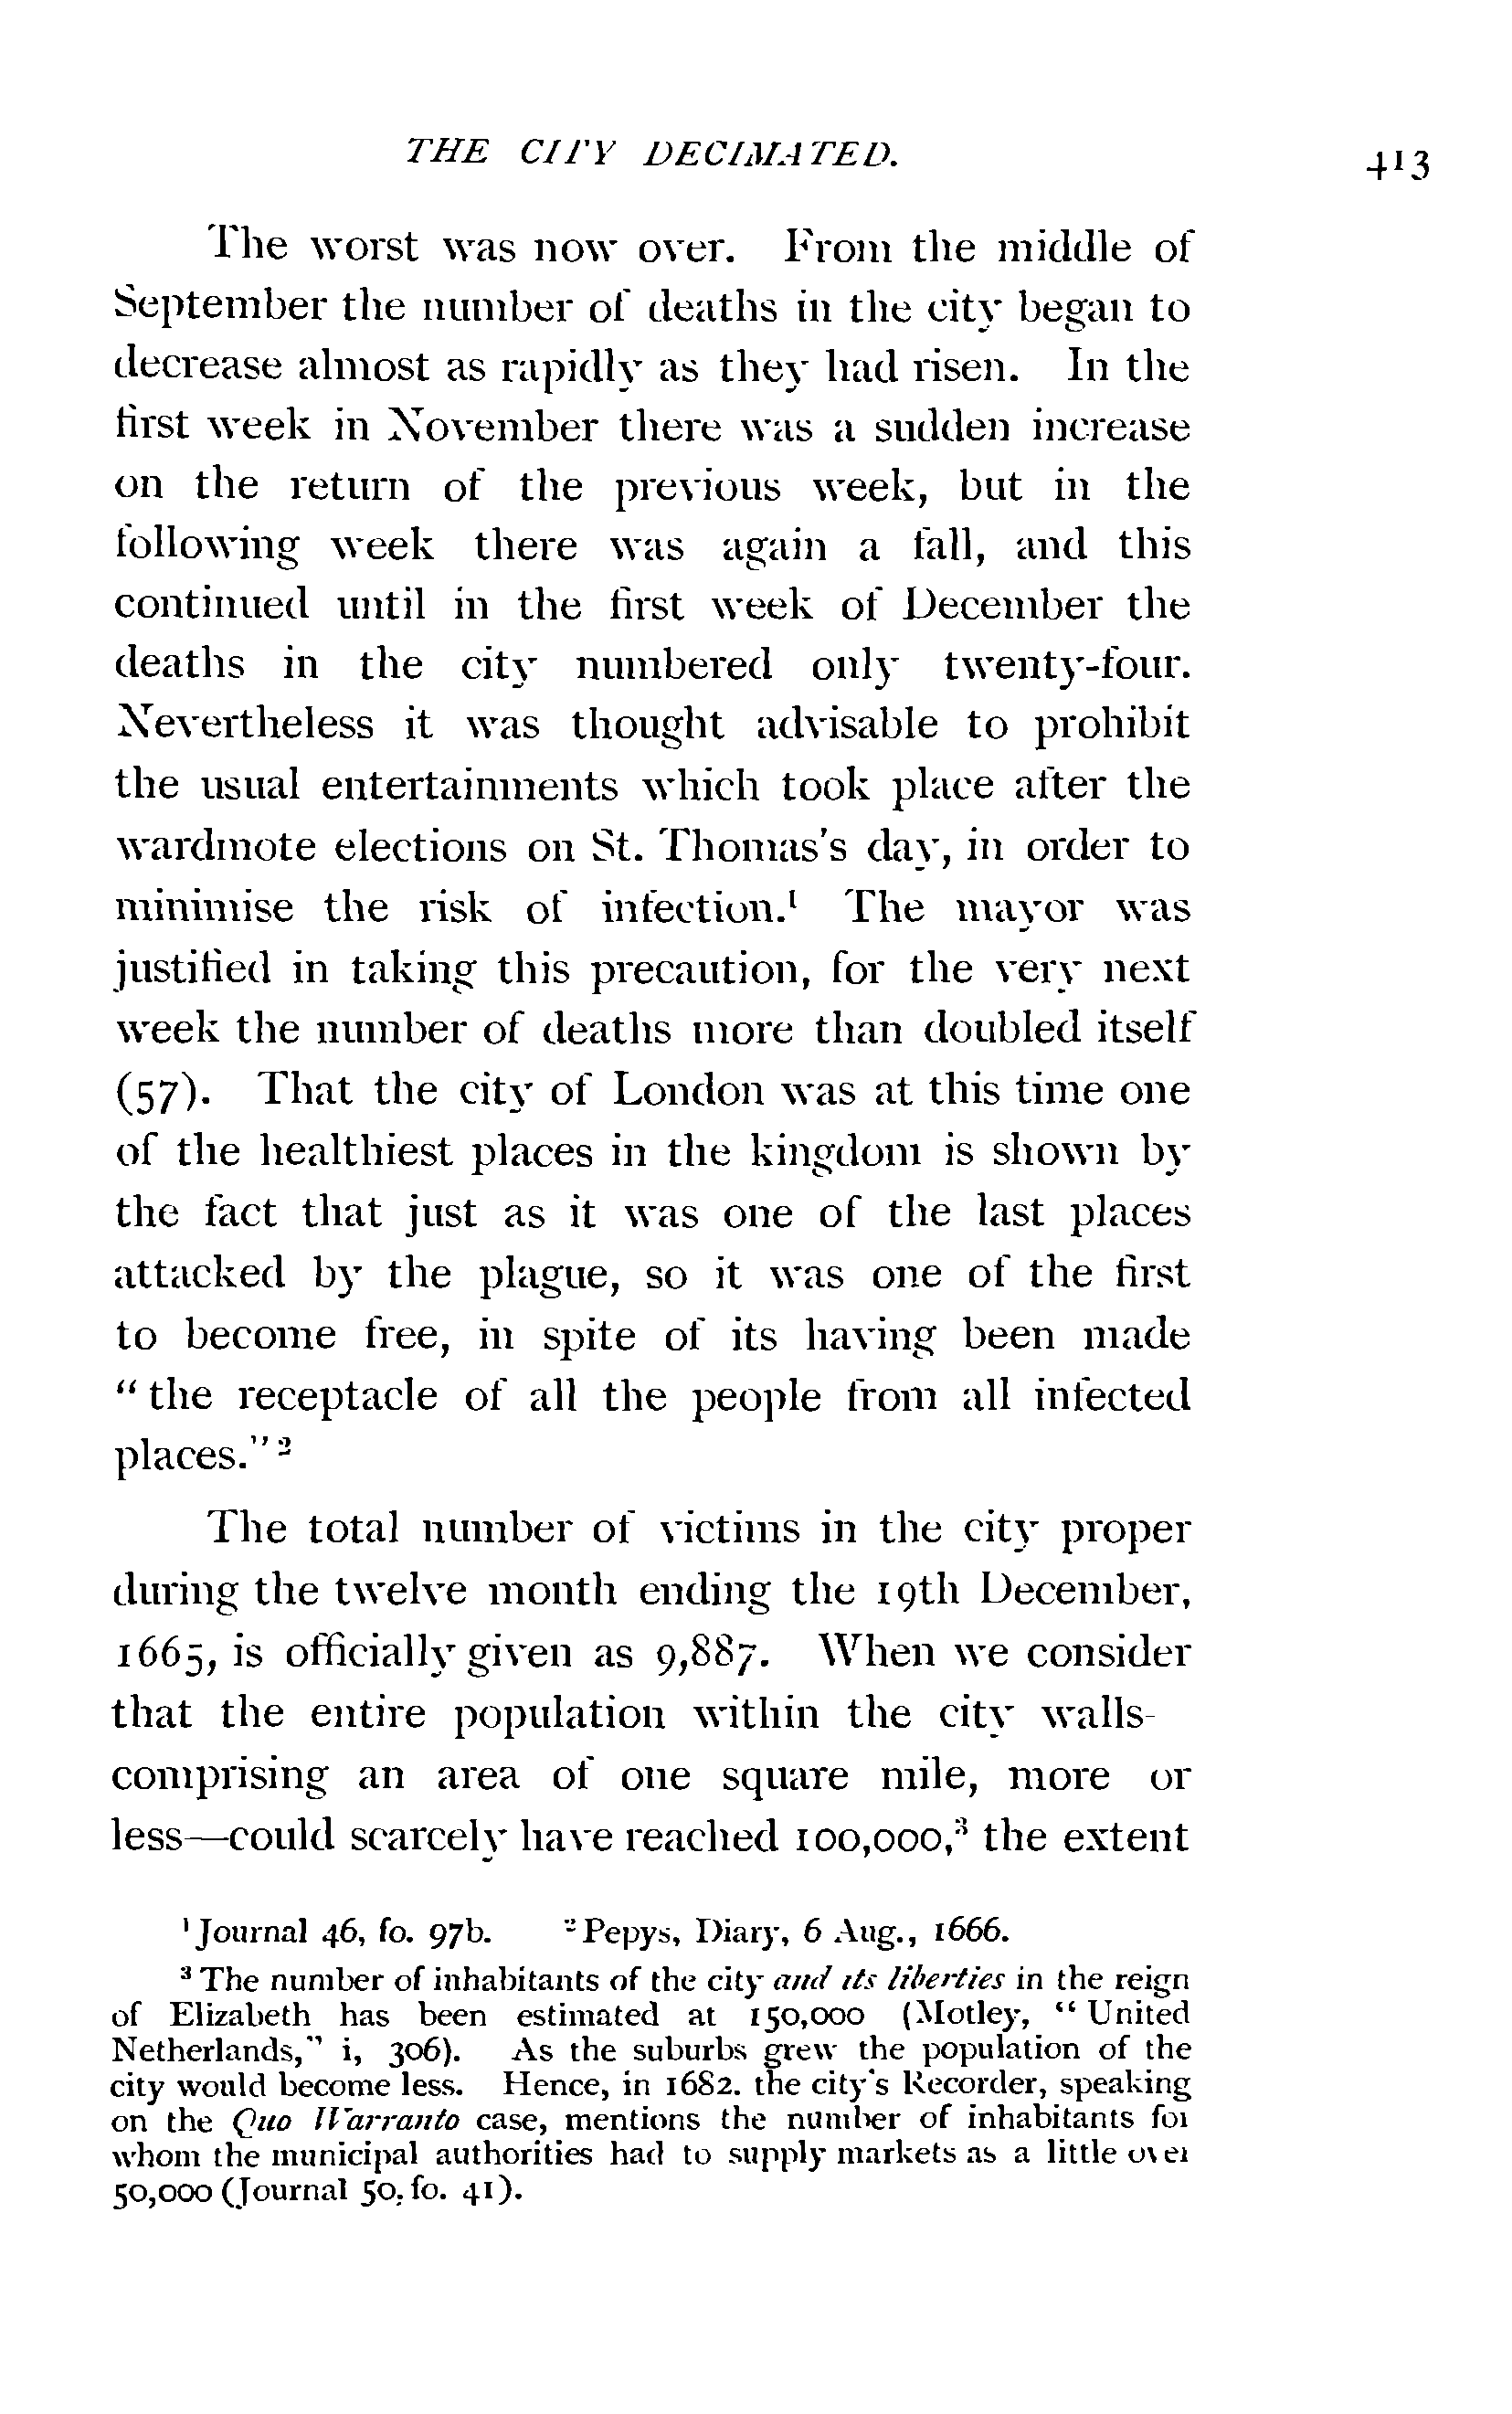 THE CITY DECIMATED. 413
The worst was now over. From the middle of
September the number of deaths in the city began to
decrease almost as rapidly as they had risen. In the
first week in November there was a sudden increase
on the return of the previous week, but in the
following week there was again a fall, and this
continued until in the first week of December the
deaths in the city numbered only twenty-four.
Nevertheless it was thought advisable to prohibit
the usual entertainments which took place after the
wardmote elections on St. Thomas's day, in order to
minimise the risk of infection.¹ The mayor was
justified in taking this precaution, for the very next
week the number of deaths more than doubled itself
(57). That the city of London was at this time one
of the healthiest places in the kingdom is shown by
the fact that just as it was one of the last places
attacked by the plague, so it was one of the first
to become free, in spite of its having been made
“the receptacle of all the people from all infected
places.”²
The total number of victims in the city proper
during the twelve month ending the 19th December,
1665, is officially given as 9,887. When we consider
that the entire population within the city walls-
comprising an area of one square mile, more or
less—could scarcely have reached 100,000,³ the extent
¹ Journal 46, fo. 97b. ² Pepys, Diary, 6 Aug., 1666.
³ The number of inhabitants of the city and its liberties in the reign
of Elizabeth has been estimated at 150,000 (Motley, “United
Netherlands,” i, 306). As the suburbs grew the population of the
city would become less. Hence, in 1682. the city's Recorder, speaking
on the Quo Warranto case, mentions the number of inhabitants for
whom the municipal authorities had to supply markets as a little over
50,000 (Journal 50, fo. 41).